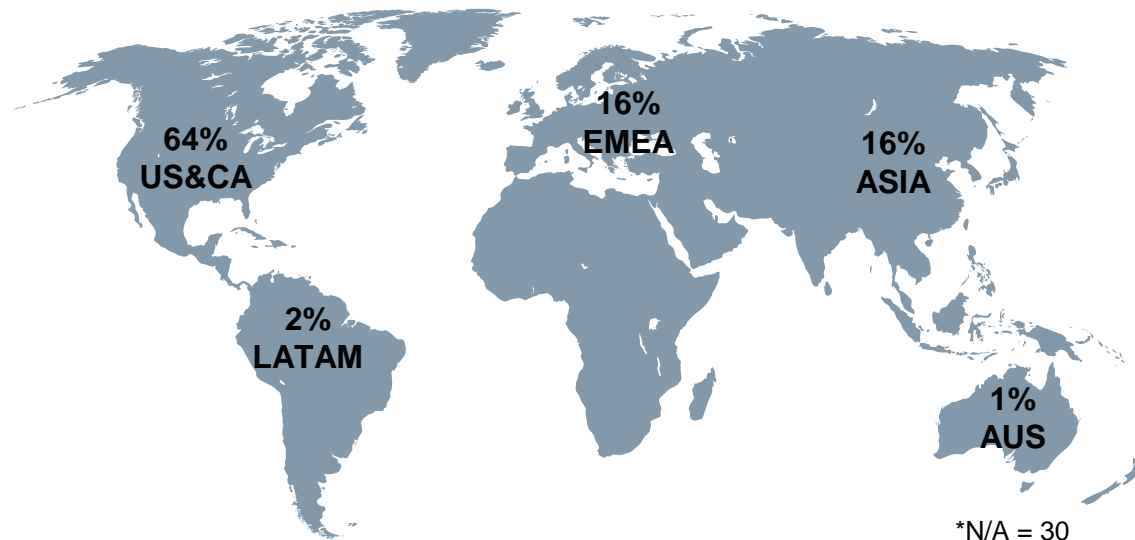 64%
US&CA
16%
EMEA
16%
ASIA
2%
LATAM
1%
AUS
*N/A = 30